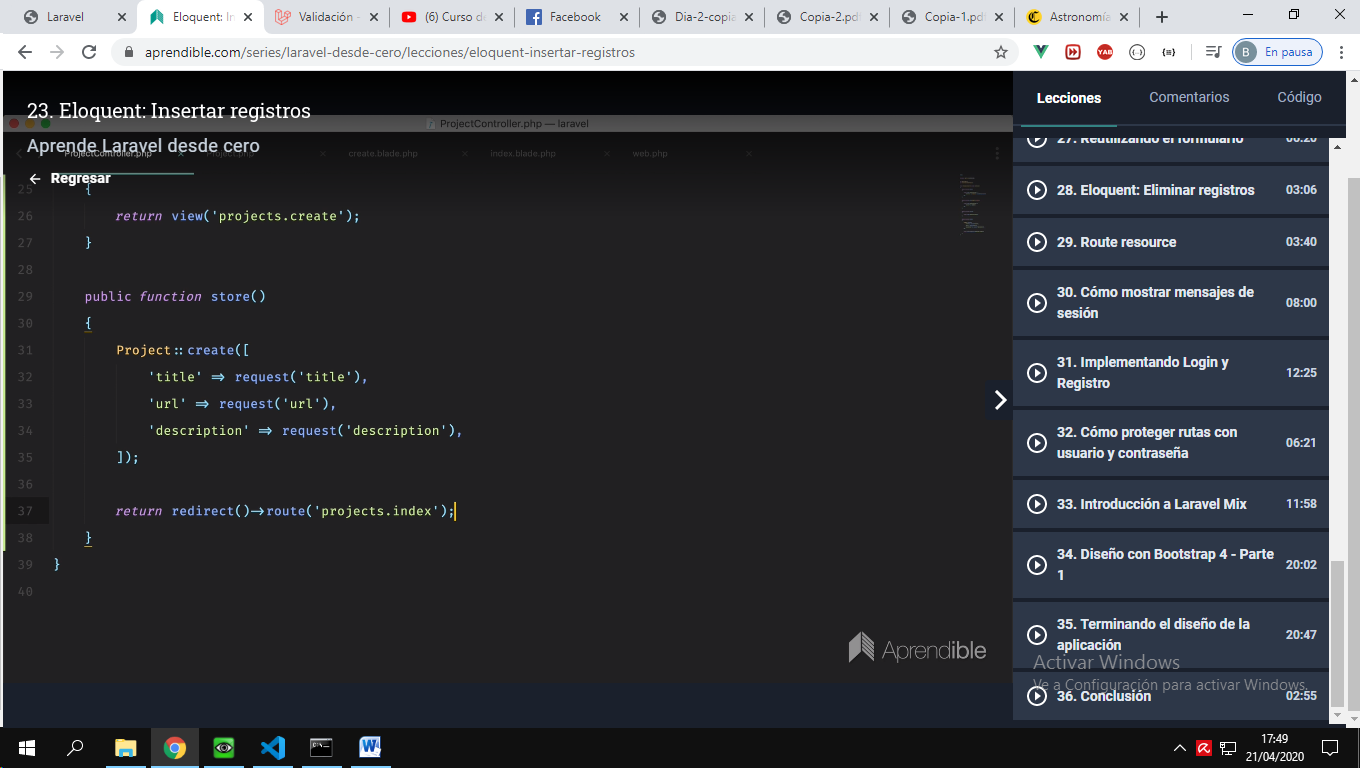 Laravel
Eloquent: In
Validación -
(6) Curso de
Facebook
Dia-2-copia
Copia-2.pdf
Copia-1.pdf
Astronomía
aprendible.com/series/laravel-desde-cero/lecciones/eloquent-insertar-registros
YAB
B En pausa
23. Eloquent: Insertar registros
ProjectController.php — laravel
Aprende Laravel desde cero
ProjectController.php
Project.php
create.blade.php
index.blade.php
web.php
Regresar
25 {
26 return view('projects.create');
27 }
28
29 public function store()
30 {
31 Project::create([
32 'title' => request('title'),
33 'url' => request('url'),
34 'description' => request('description'),
35 ]);
36
37 return redirect()->route('projects.index');
38 }
39 }
40
Aprendible
Lecciones Comentarios Código
27. Reutilizando el formulario
28. Eloquent: Eliminar registros 03:06
29. Route resource 03:40
30. Cómo mostrar mensajes de
sesión 08:00
31. Implementando Login y
Registro 12:25
32. Cómo proteger rutas con
usuario y contraseña 06:21
33. Introducción a Laravel Mix 11:58
34. Diseño con Bootstrap 4 - Parte
1 20:02
35. Terminando el diseño de la
aplicación 20:47
Activar Windows
Ve a Configuración para activar Windows.
36. Conclusión 02:55
17:49
21/04/2020